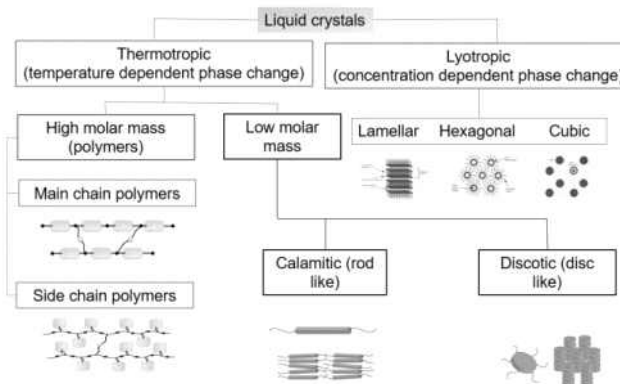 Liquid crystals
Thermotropic
(temperature dependent phase change)
Lyotropic
(concentration dependent phase change)
High molar mass
(polymers)
Low molar
mass
Lamellar
Hexagonal
Cubic
Main chain polymers
Side chain polymers
Calamitic (rod
like)
Discotic (disc
like)